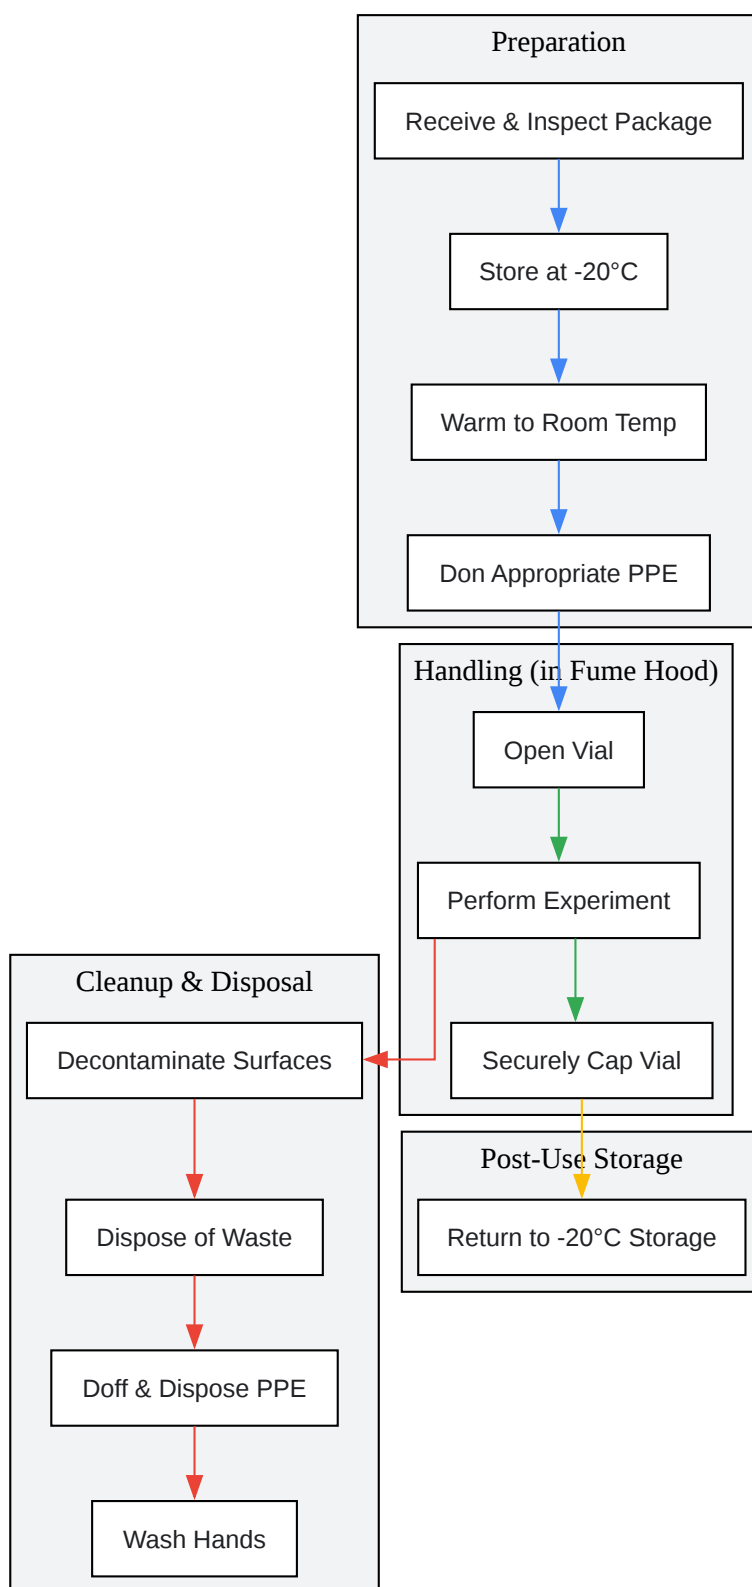 Preparation
Receive & Inspect Package
Store at -20°C
Warm to Room Temp
Don Appropriate PPE
Handling (in Fume Hood)
Open Vial
Perform Experiment
Cleanup & Disposal
Decontaminate Surfaces
Securely Cap Vial
Post-Use Storage
Dispose of Waste
Return to -20°C Storage
Doff & Dispose PPE
Wash Hands